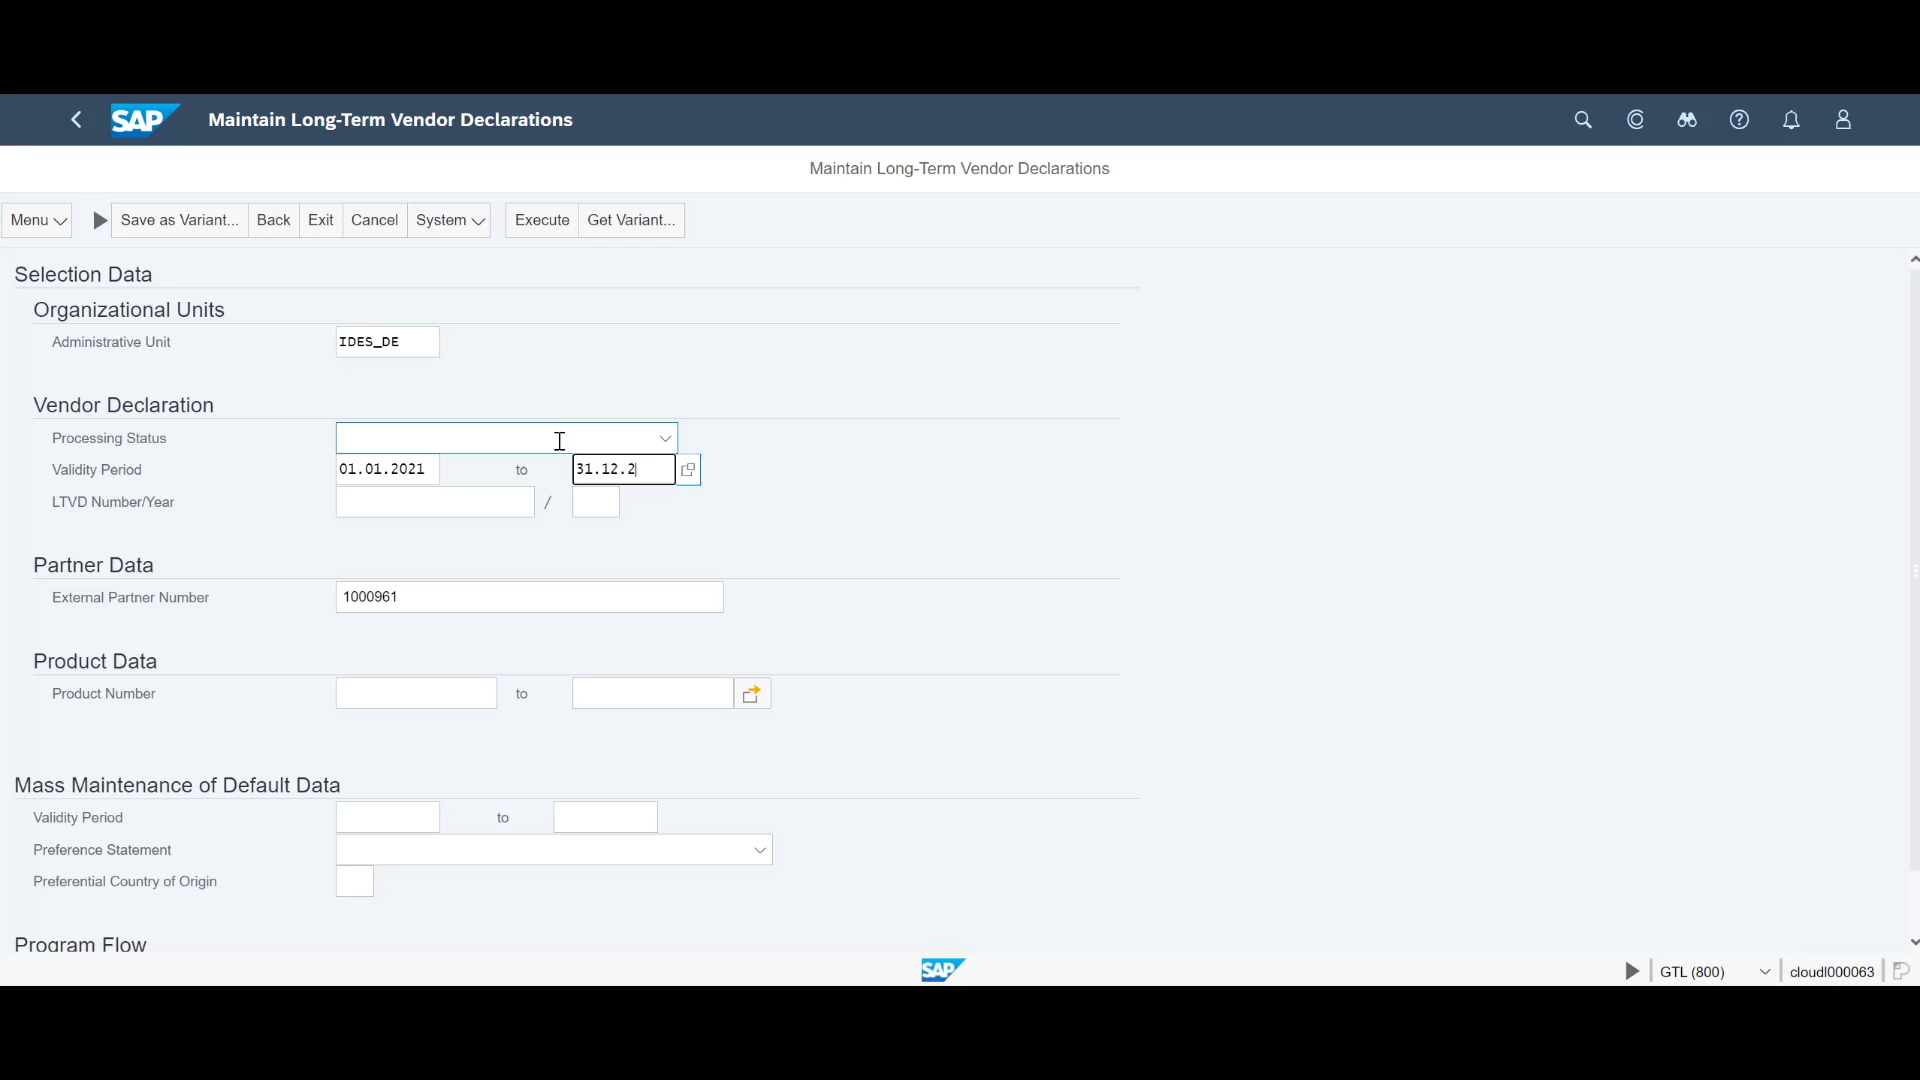 SAP Maintain Long-Term Vendor Declarations
Maintain Long-Term Vendor Declarations
Menu Save as Variant... Back Exit Cancel System Execute Get Variant...
Selection Data
Organizational Units
Administrative Unit IDES_DE
Vendor Declaration
Processing Status
Validity Period 01.01.2021 to 31.12.2
LTVD Number/Year /
Partner Data
External Partner Number 1000961
Product Data
Product Number to
Mass Maintenance of Default Data
Validity Period to
Preference Statement
Preferential Country of Origin
Program Flow
SAP GTL (800) cloudl000063